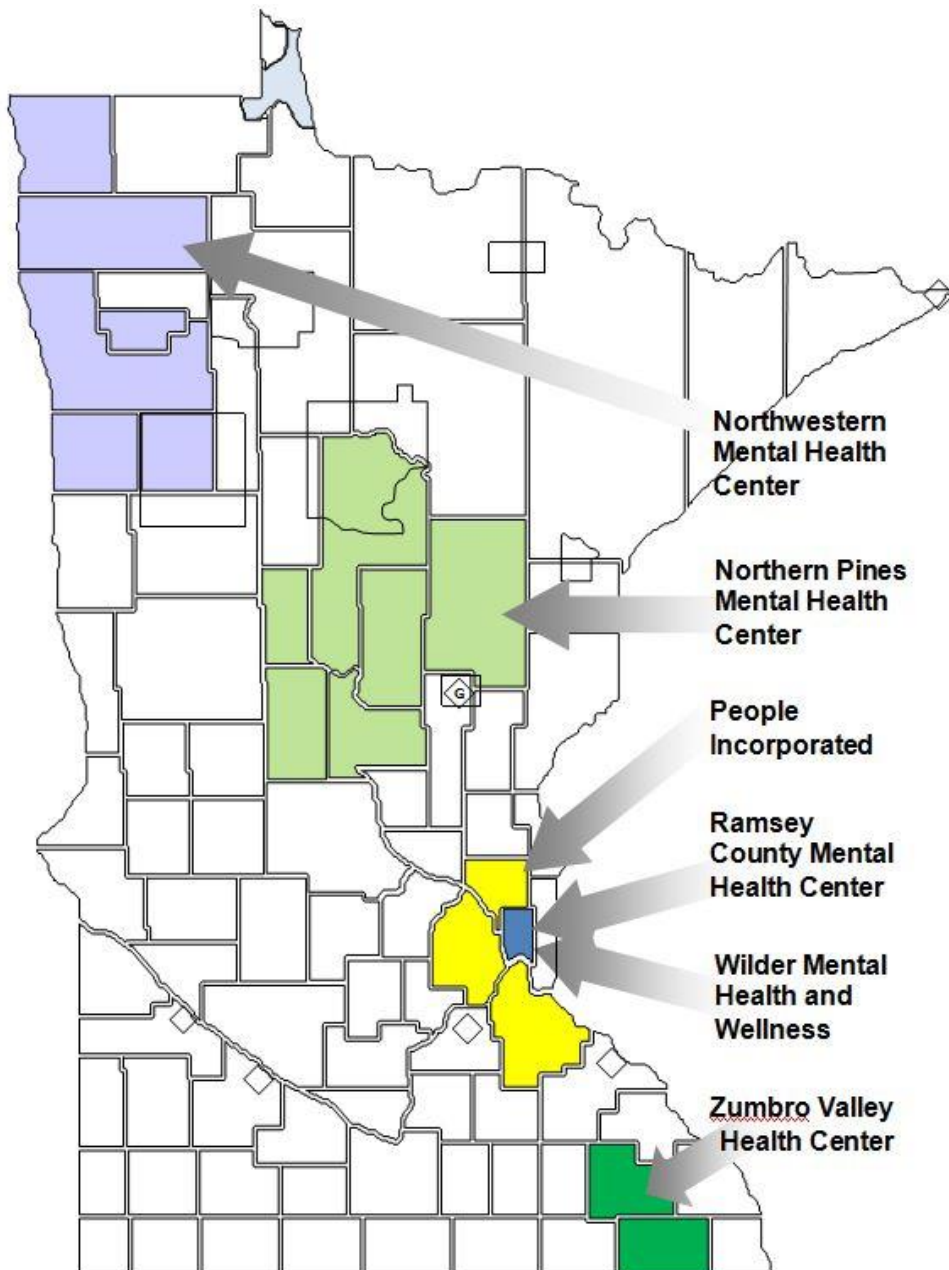 Northwestern
Mental Health
Center
Northern Pines
Mental Health
Center
G
People
Incorporated
Ramsey
County Mental
Health Center
Wilder Mental
Health and
Wellness
Zumbro Valley
Health Center